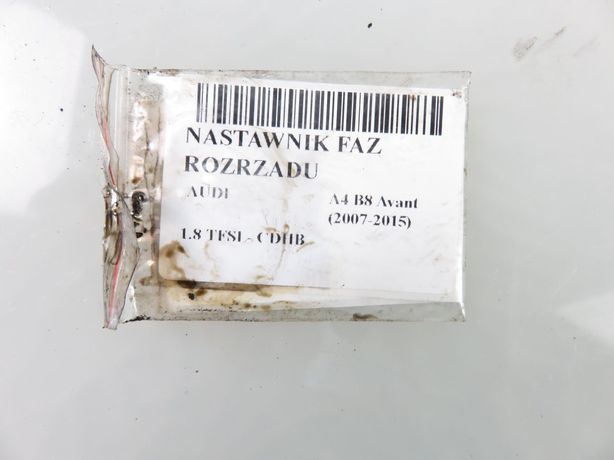 NASTAWNIK FAZ
ROZRZADU
AUDI
A4 B8 Avant
(2007-2015)
1.8 TFSI - CDHB